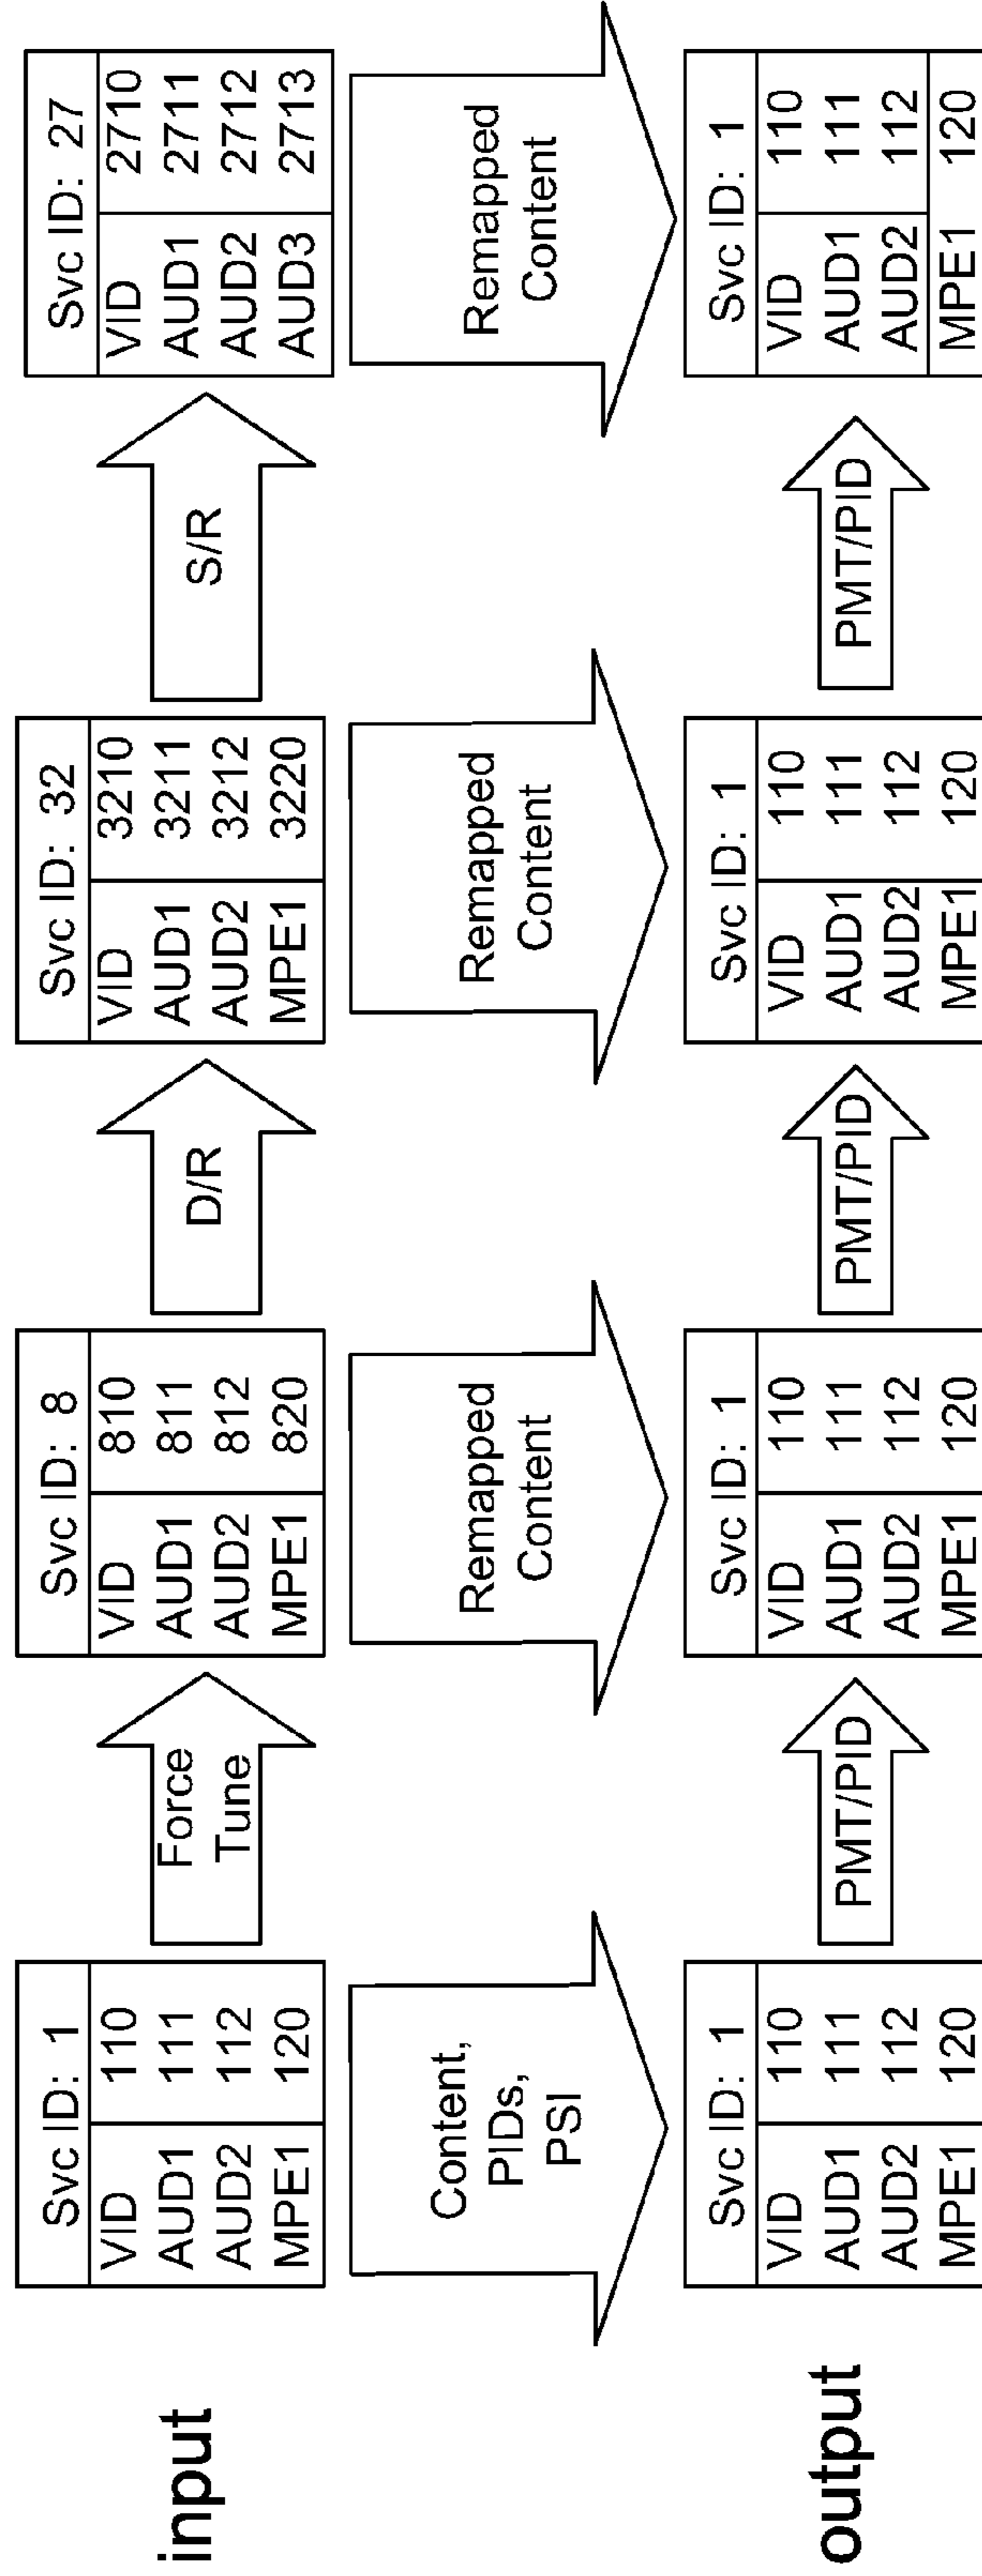 input
Svc ID: 1
VID 110
AUD1 111
AUD2 112
MPE1 120
Force
Tune
Svc ID: 8
VID 810
AUD1 811
AUD2 812
MPE1 820
D/R
Svc ID: 32
VID 3210
AUD1 3211
AUD2 3212
MPE1 3220
S/R
Svc ID: 27
VID 2710
AUD1 2711
AUD2 2712
AUD3 2713
Content,
PIDs,
PSI
Remapped
Content
Remapped
Content
Remapped
Content
output
Svc ID: 1
VID 110
AUD1 111
AUD2 112
MPE1 120
PMT/PID
Svc ID: 1
VID 110
AUD1 111
AUD2 112
MPE1 120
PMT/PID
Svc ID: 1
VID 110
AUD1 111
AUD2 112
MPE1 120
PMT/PID
Svc ID: 1
VID 110
AUD1 111
AUD2 112
MPE1 120